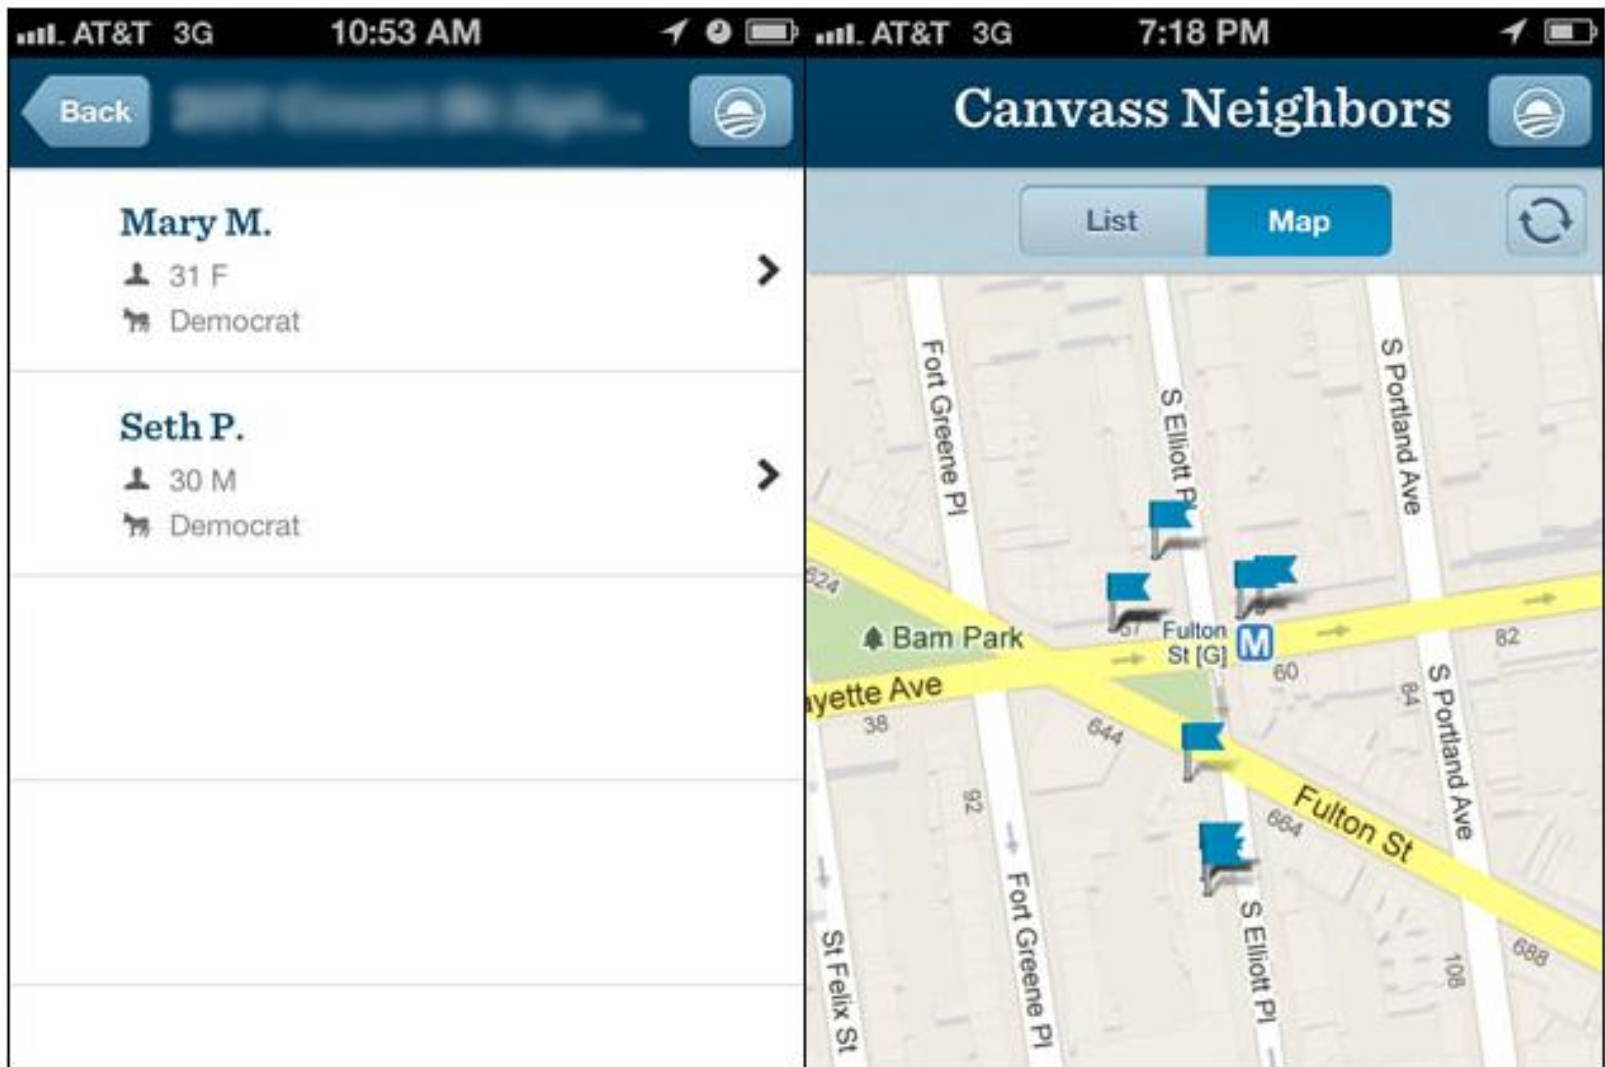 AT&T 3G 10:53 AM
Back
Mary M.
31 F
Democrat
Seth P.
30 M
Democrat
AT&T 3G 7:18 PM
Canvass Neighbors
List Map
Fort Greene Pl
S Elliott Pl
S Portland Ave
624
Bam Park
67
Fulton
St [G]
M
60
82
84
S Portland Ave
yette Ave
38
644
92
Fulton St
664
Fort Greene Pl
S Elliott Pl
St Felix St
108
688